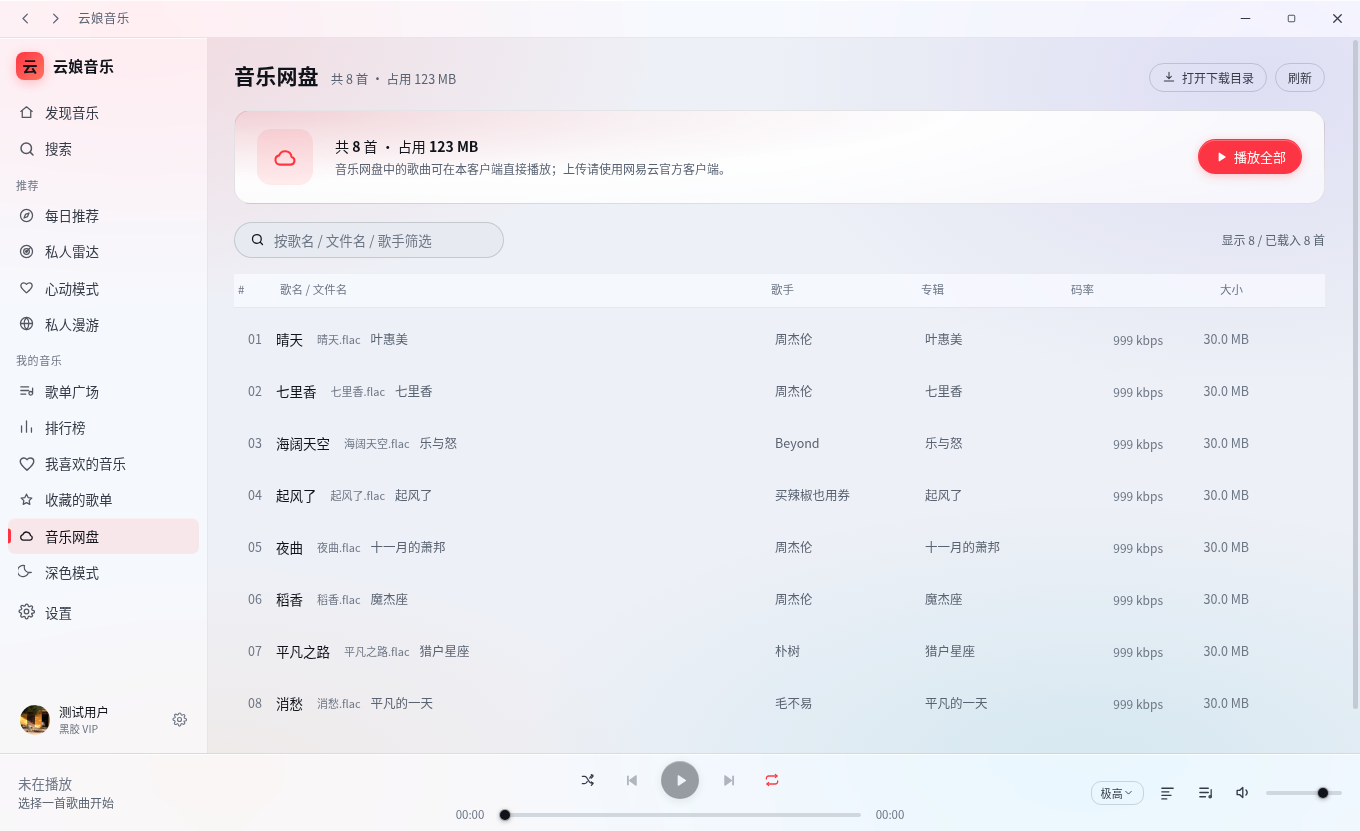 云娘音乐
云 云娘音乐
发现音乐
搜索
推荐
每日推荐
私人雷达
心动模式
私人漫游
我的音乐
歌单广场
排行榜
我喜欢的音乐
收藏的歌单
音乐网盘
深色模式
设置
测试用户
黑胶 VIP
音乐网盘 共 8 首 · 占用 123 MB
打开下载目录 刷新
共 8 首 · 占用 123 MB
音乐网盘中的歌曲可在本客户端直接播放；上传请使用网易云官方客户端。
播放全部
按歌名 / 文件名 / 歌手筛选
显示 8 / 已载入 8 首
# 歌名 / 文件名 歌手 专辑 码率 大小
01 晴天 晴天.flac 叶惠美 周杰伦 叶惠美 999 kbps 30.0 MB
02 七里香 七里香.flac 七里香 周杰伦 七里香 999 kbps 30.0 MB
03 海阔天空 海阔天空.flac 乐与怒 Beyond 乐与怒 999 kbps 30.0 MB
04 起风了 起风了.flac 起风了 买辣椒也用券 起风了 999 kbps 30.0 MB
05 夜曲 夜曲.flac 十一月的萧邦 周杰伦 十一月的萧邦 999 kbps 30.0 MB
06 稻香 稻香.flac 魔杰座 周杰伦 魔杰座 999 kbps 30.0 MB
07 平凡之路 平凡之路.flac 猎户星座 朴树 猎户星座 999 kbps 30.0 MB
08 消愁 消愁.flac 平凡的一天 毛不易 平凡的一天 999 kbps 30.0 MB
未在播放
选择一首歌曲开始
00:00 00:00
极高